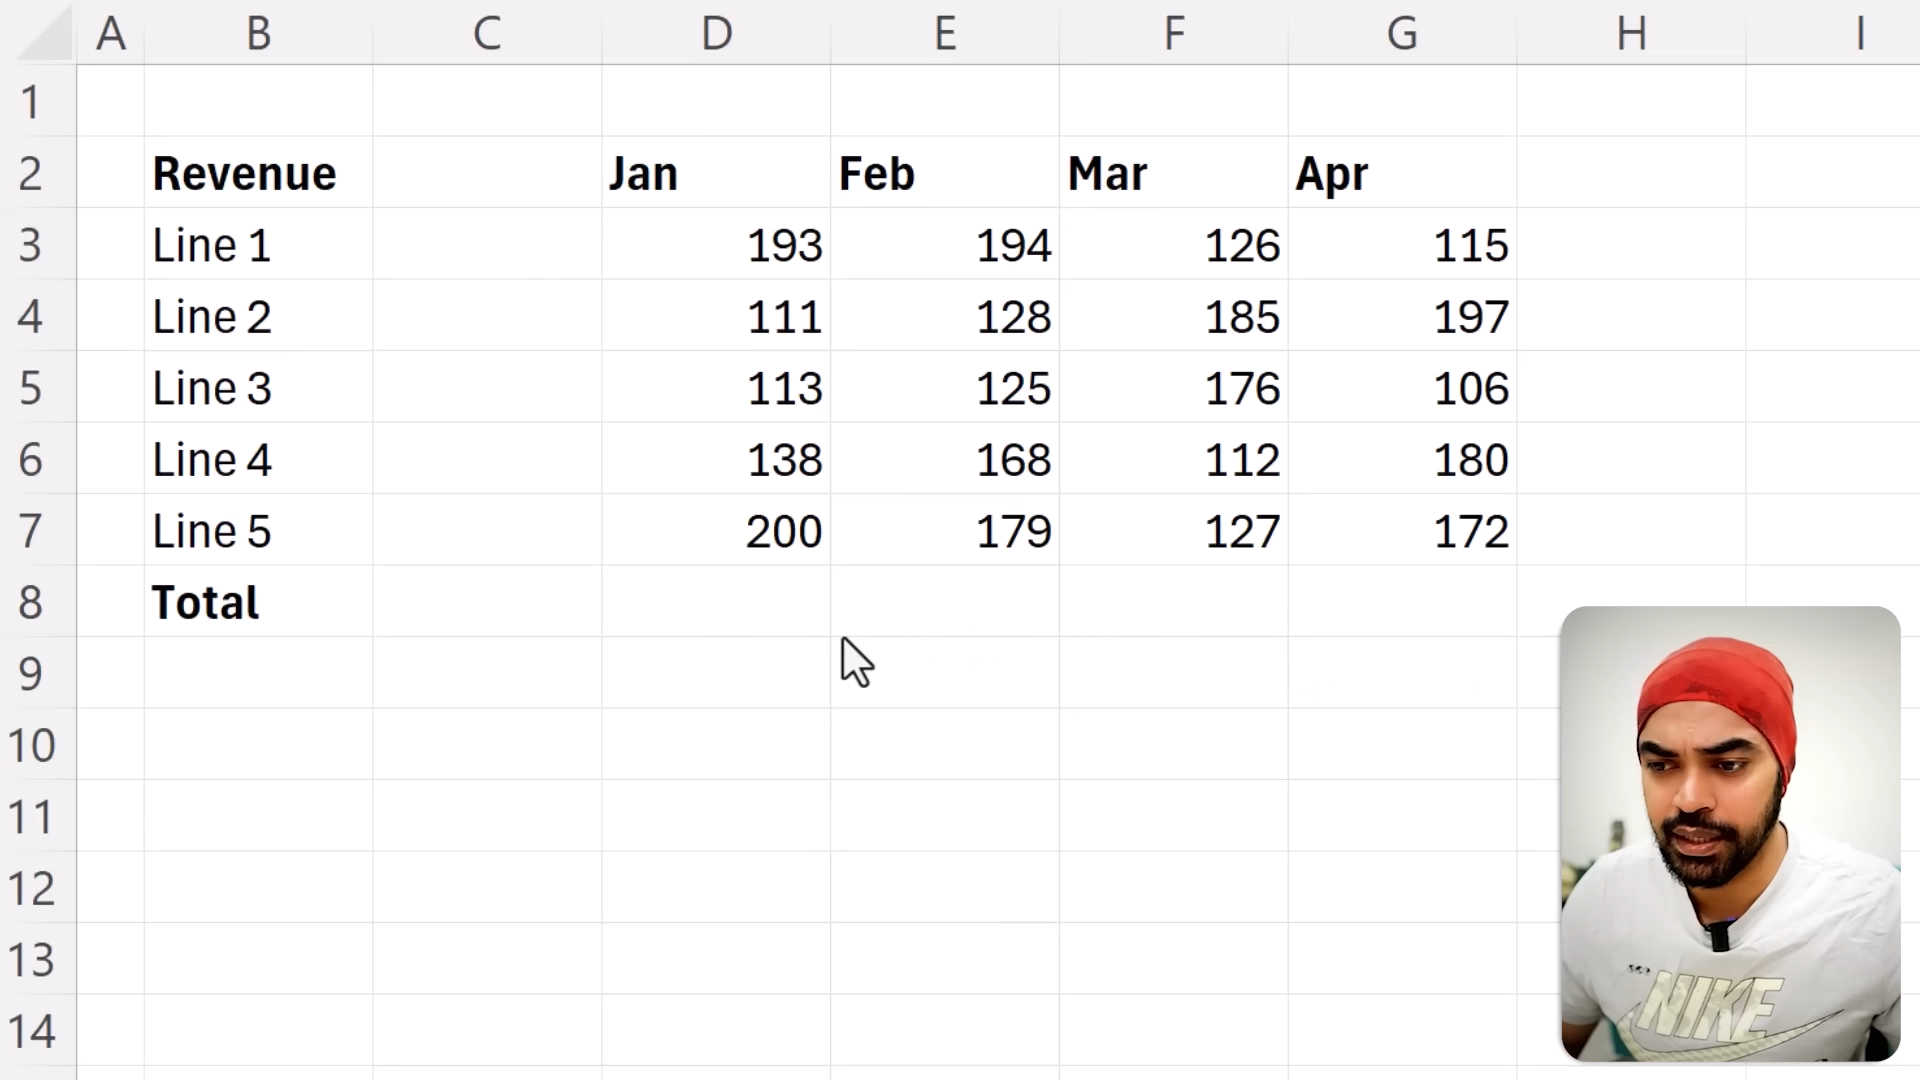 A B C D E F G H I
1
2 Revenue Jan Feb Mar Apr
3 Line 1 193 194 126 115
4 Line 2 111 128 185 197
5 Line 3 113 125 176 106
6 Line 4 138 168 112 180
7 Line 5 200 179 127 172
8 Total
9
10
11
12
13
14
NIKE